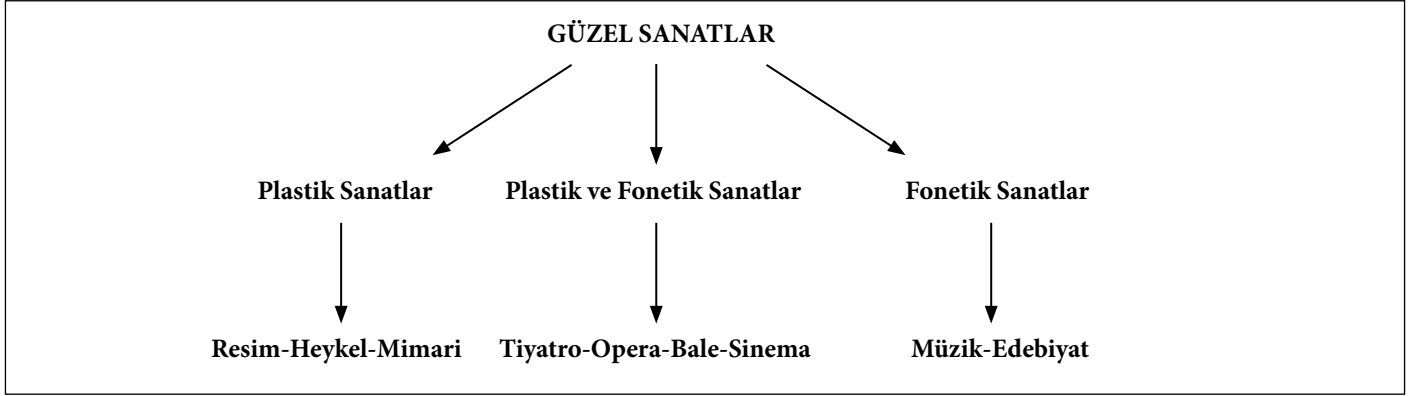 GÜZEL SANATLAR
Plastik Sanatlar
Plastik ve Fonetik Sanatlar
Fonetik Sanatlar
Resim-Heykel-Mimari
Tiyatro-Opera-Bale-Sinema
Müzik-Edebiyat